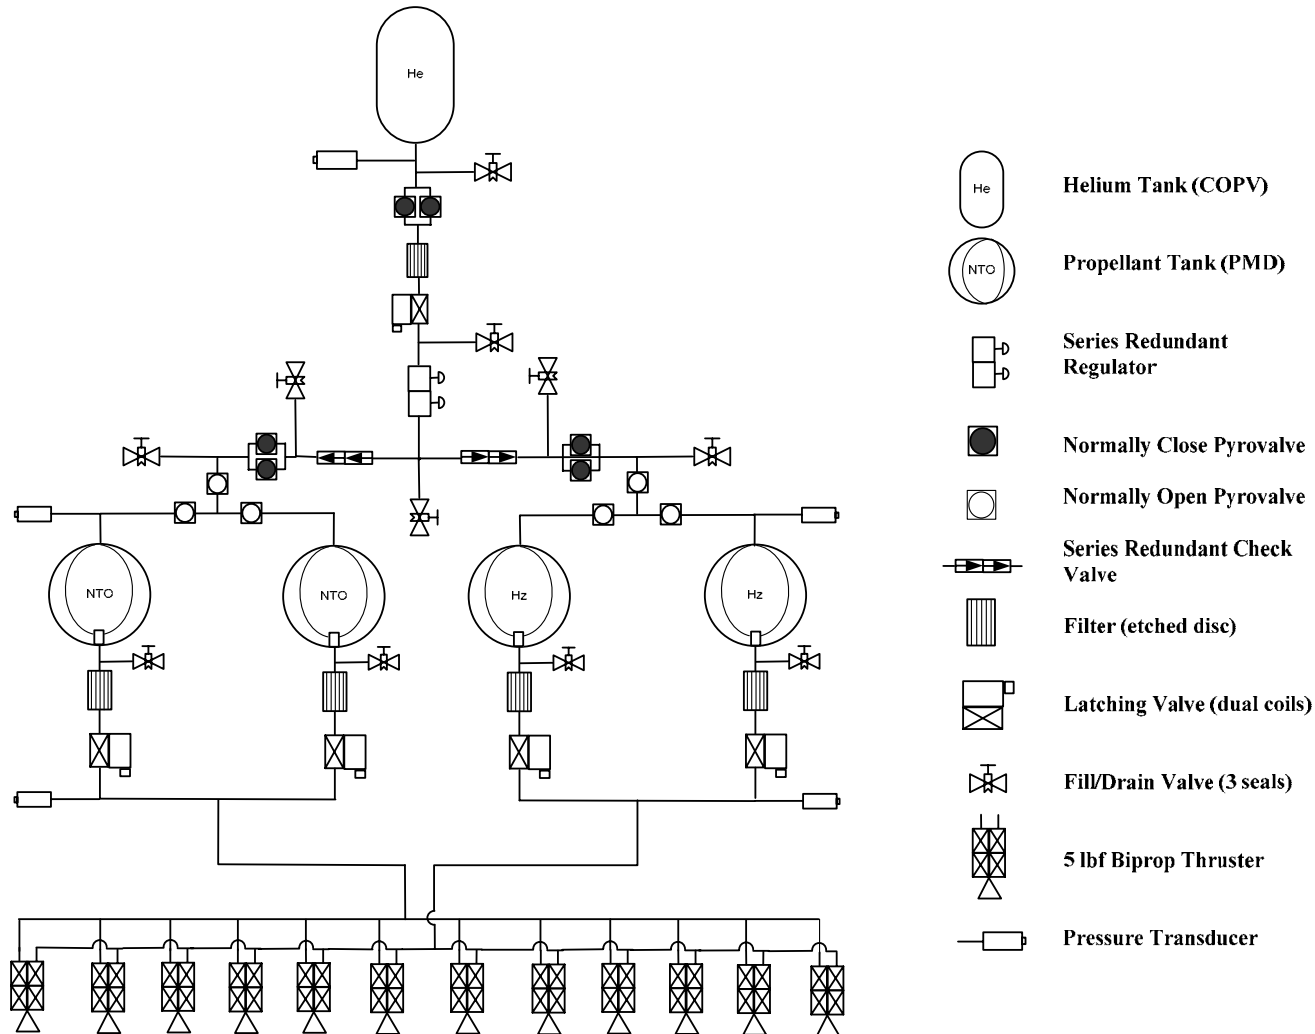 He
He
Helium Tank (COPV)
NTO
Propellant Tank (PMD)
Series Redundant
Regulator
Normally Close Pyrovalve
Normally Open Pyrovalve
Series Redundant Check
Valve
NTO
NTO
Hz
Hz
Filter (etched disc)
Latching Valve (dual coils)
Fill/Drain Valve (3 seals)
5 lbf Biprop Thruster
Pressure Transducer